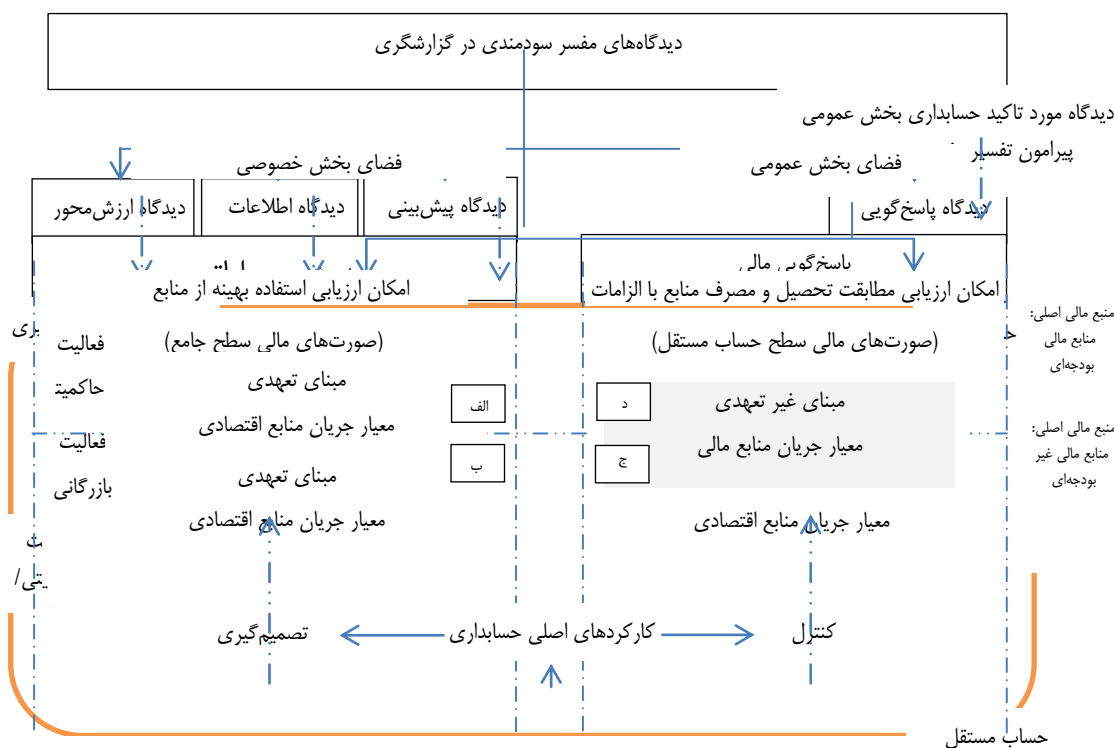 دیدگاه‌های مفسر سودمندی در گزارشگری
دیدگاه مورد تاکید حسابداری بخش عمومی
پیرامون تفسیر
فضای بخش عمومی
فضای بخش خصوصی
دیدگاه پاسخ‌گویی
دیدگاه پیش‌بینی
دیدگاه اطلاعات
دیدگاه ارزش‌محور
پاسخ‌گویی مالی
امکان ارزیابی مطابقت تحصیل و مصرف منابع با الزامات
امکان ارزیابی استفاده بهینه از منابع
منبع مالی اصلی:
منابع مالی
بودجه‌ای
(صورت‌های مالی سطح حساب مستقل)
(صورت‌های مالی سطح جامع)
فعالیت
مبنای غیر تعهدی
د
الف
مبنای تعهدی
معیار جریان منابع مالی
معیار جریان منابع اقتصادی
فعالیت
بازرگانی
منبع مالی اصلی:
منابع مالی غیر
بودجه‌ای
ج
ب
مبنای تعهدی
معیار جریان منابع اقتصادی
معیار جریان منابع اقتصادی
کنترل
کارکردهای اصلی حسابداری
تصمیم‌گیری
حساب مستقل